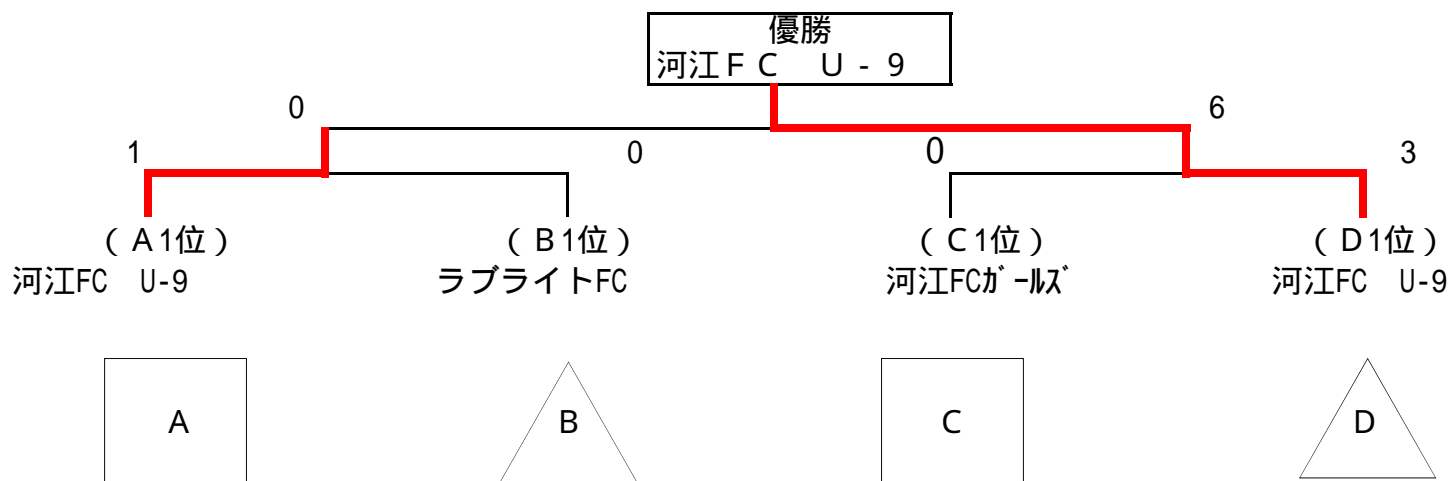 優勝
河江ＦＣ　Ｕ-９
0 6
1 0 0 3
（A1位） （B1位） （C1位） （D1位）
河江FC　U-9 ラブライトFC 河江FCｶﾞｰﾙｽﾞ 河江FC　U-9
A B C D